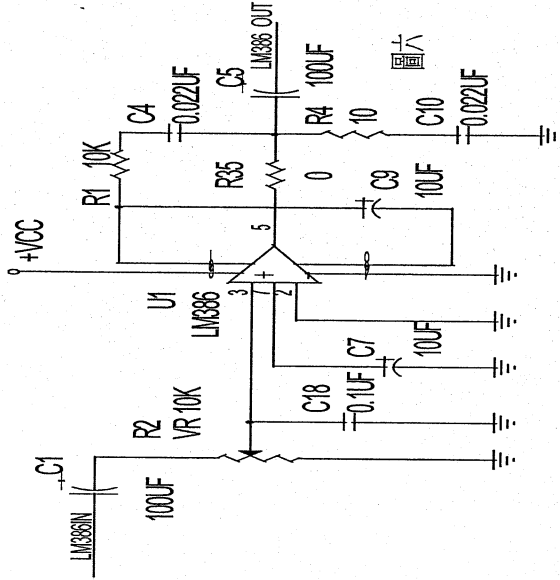 LM386IN
C1
100UF
R2
VR 10K
C18
0.1UF
C7
10UF
+VCC
U1
LM386
3
7
2
5
+
-
R1
10K
C4
0.022UF
R35
0
C9
10UF
C5
100UF
LM386 OUT
R4
10
C10
0.022UF
圖